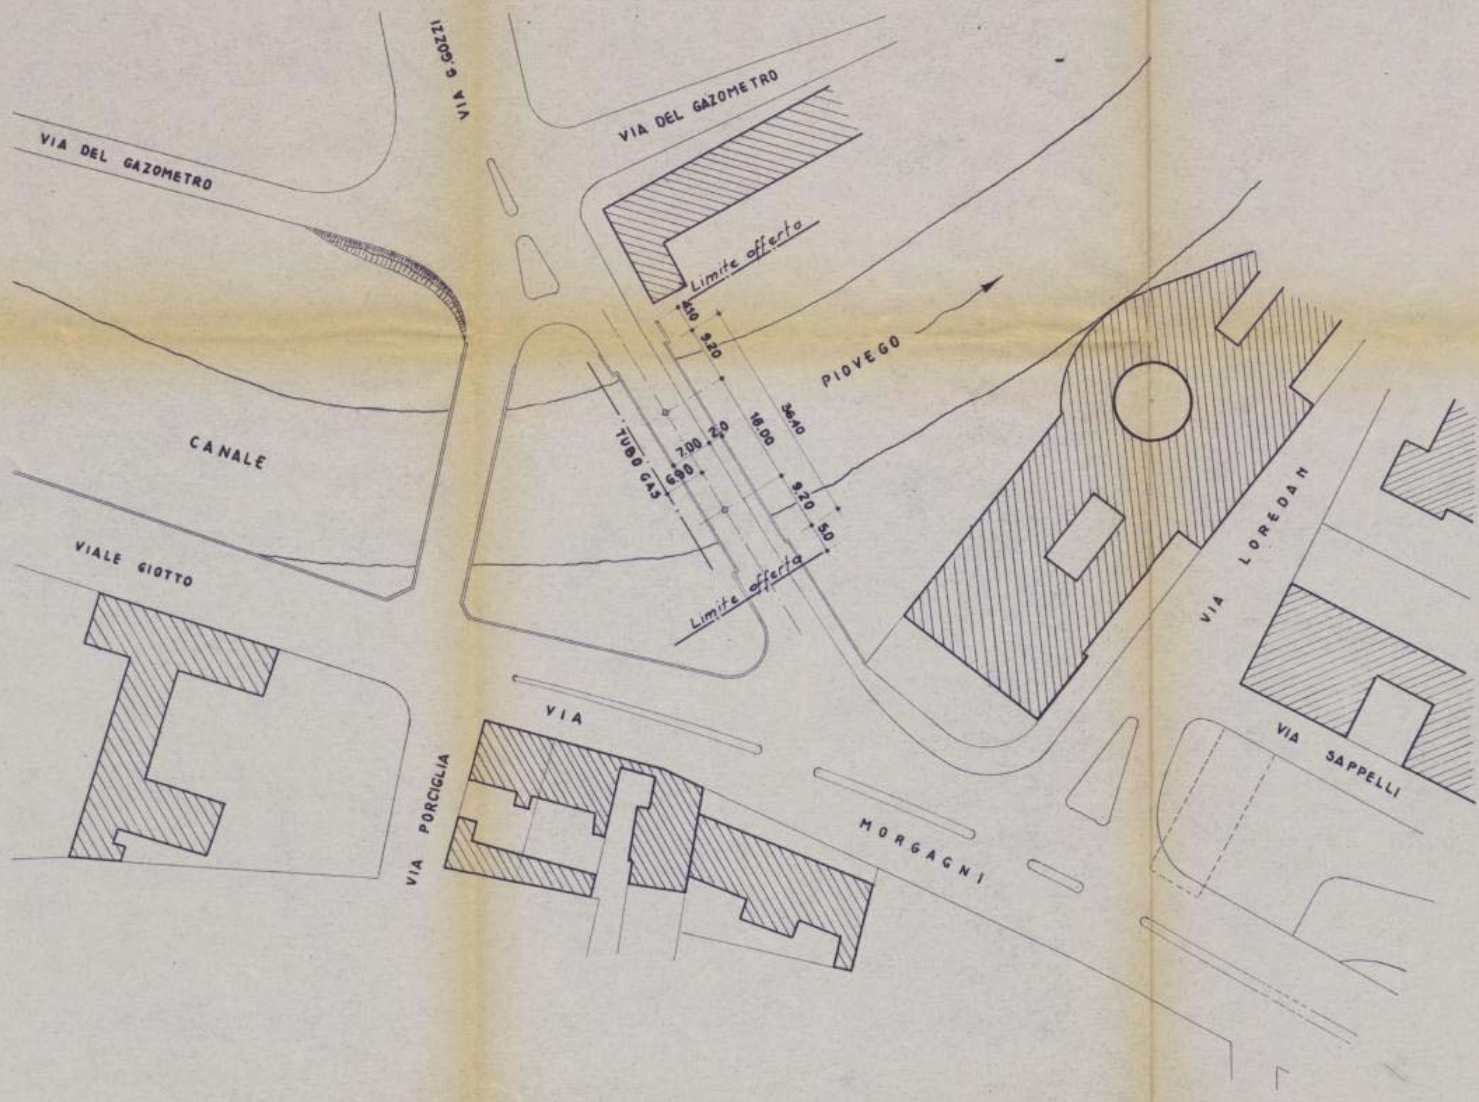 VIA G. GOZZI
VIA DEL GAZOMETRO
VIA DEL GAZOMETRO
Limite offerta
4.10
9.20
PIOVEGO
36.40
18.00
2.0
7.00
6.90
TUBO GAS
CANALE
9.20
5.0
VIA LOREDAN
VIALE GIOTTO
Limite offerta
VIA
MORGAGNI
VIA SAPPELLI
VIA PORCIGLIA